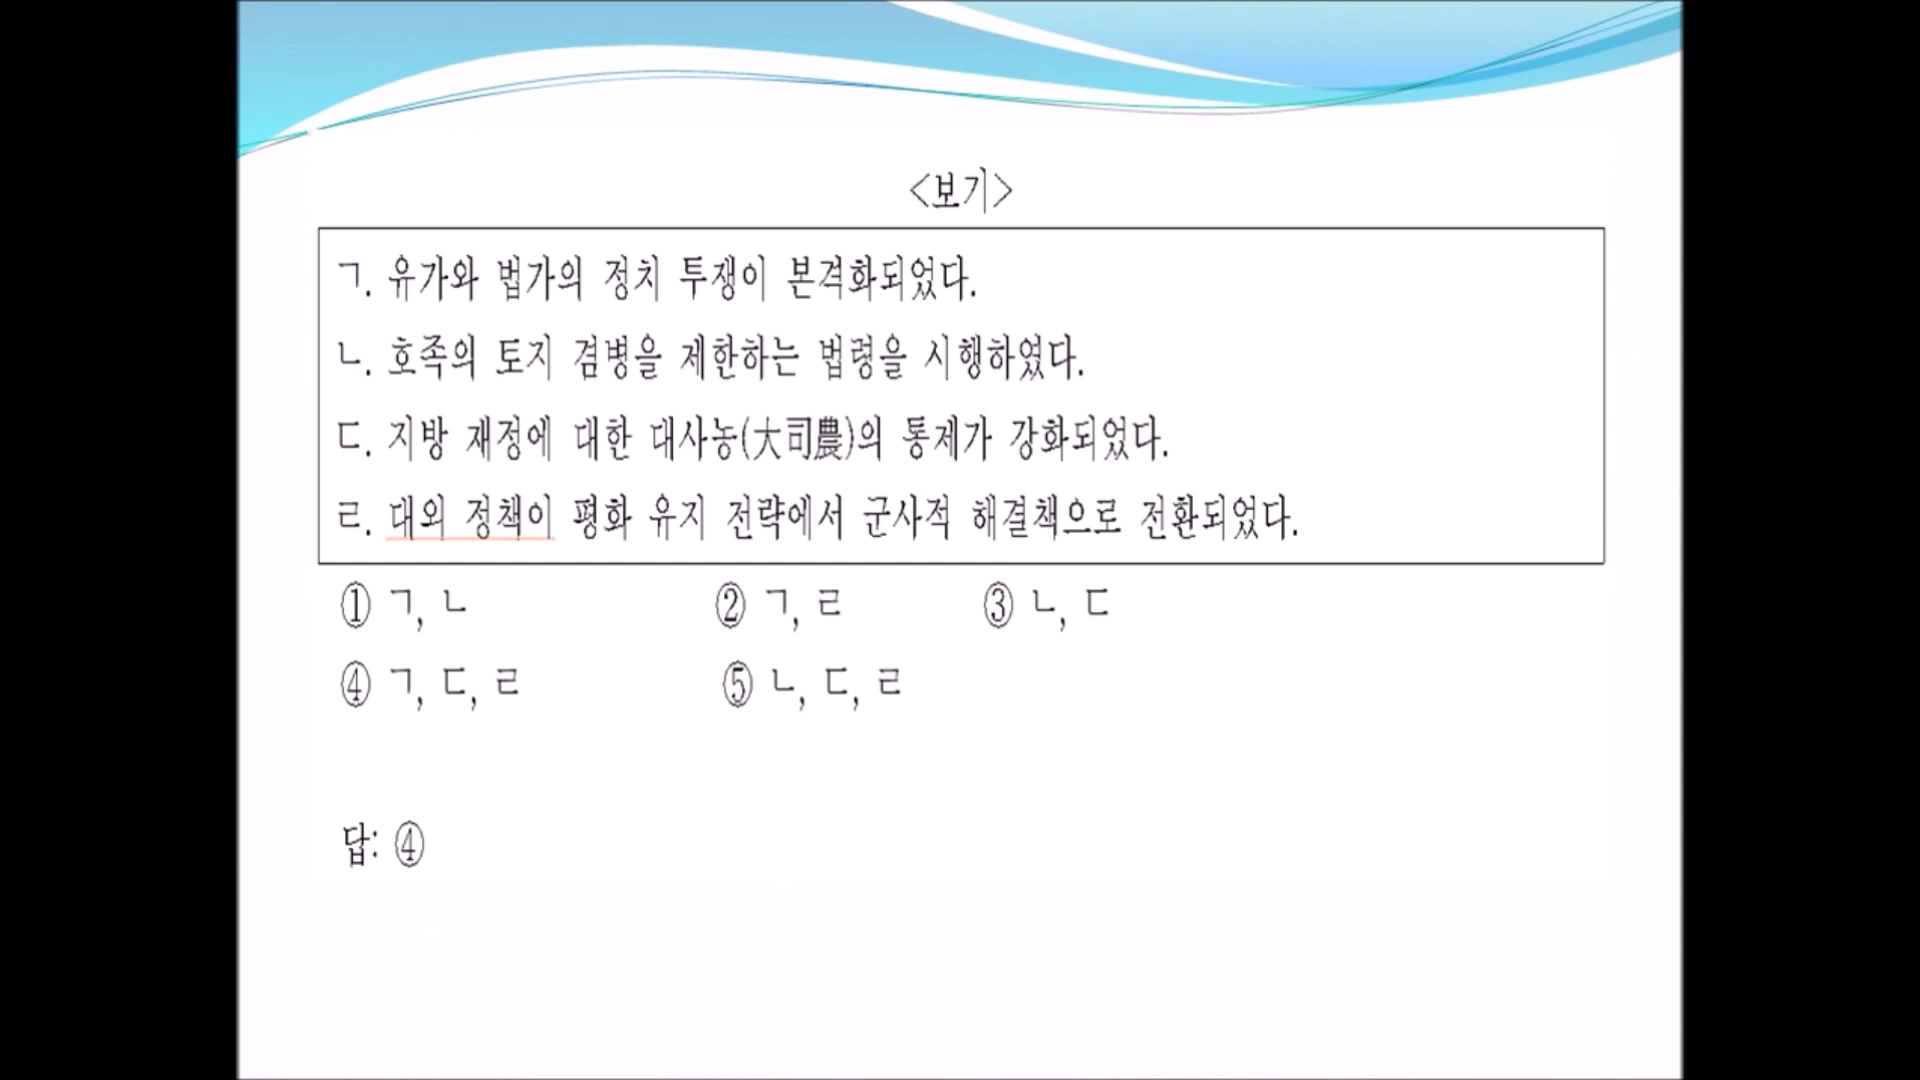 <보기>
ㄱ. 유가와 법가의 정치 투쟁이 본격화되었다.
ㄴ. 호족의 토지 겸병을 제한하는 법령을 시행하였다.
ㄷ. 지방 재정에 대한 대사농(大司農)의 통제가 강화되었다.
ㄹ. 대외 정책이 평화 유지 전략에서 군사적 해결책으로 전환되었다.
① ㄱ, ㄴ ② ㄱ, ㄹ ③ ㄴ, ㄷ
④ ㄱ, ㄷ, ㄹ ⑤ ㄴ, ㄷ, ㄹ
답: ④